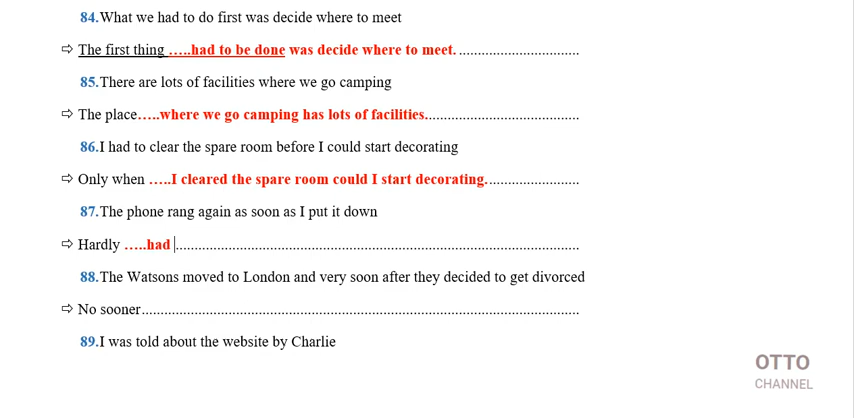 84.What we had to do first was decide where to meet
⇨ The first thing …..had to be done was decide where to meet. ................................
85.There are lots of facilities where we go camping
⇨ The place…..where we go camping has lots of facilities.........................................
86.I had to clear the spare room before I could start decorating
⇨ Only when …..I cleared the spare room could I start decorating.........................
87.The phone rang again as soon as I put it down
⇨ Hardly …..had ............................................................................................................
88.The Watsons moved to London and very soon after they decided to get divorced
⇨ No sooner....................................................................................................................
89.I was told about the website by Charlie
OTTO
CHANNEL